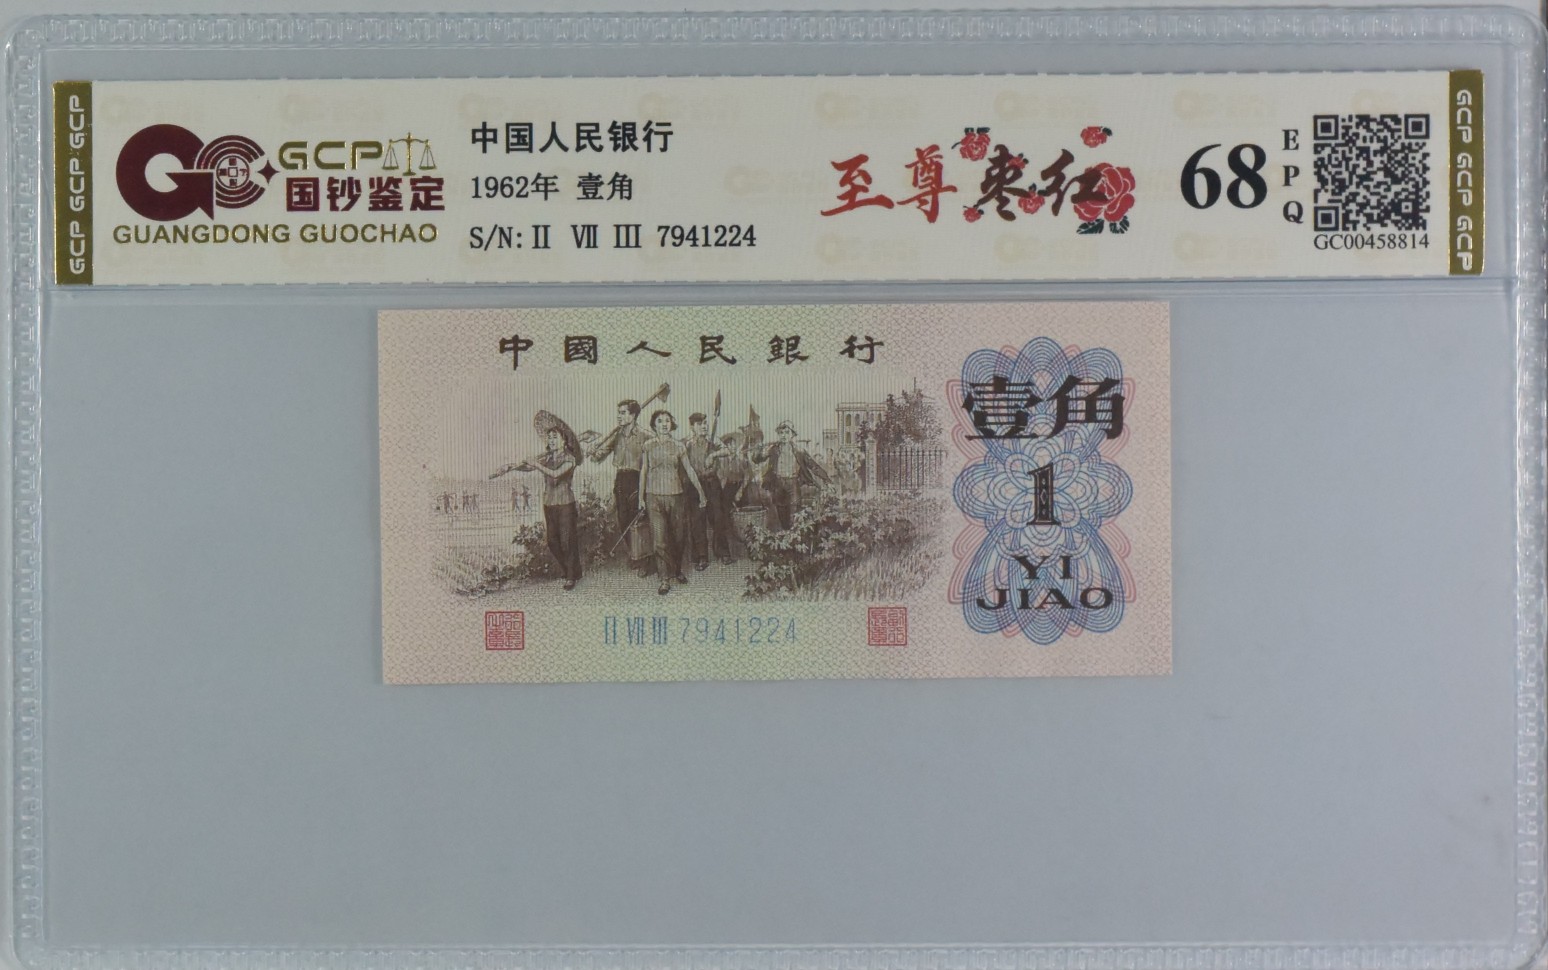 GCP GCP GCP
GCP
国钞鉴定
GUANGDONG GUOCHAO
中国人民银行
1962年 壹角
S/N: II VII III 7941224
至尊枣红
68
EPQ
GC00458814
GCP GCP GCP
中國人民銀行
壹角
1
YI
JIAO
II VII III 7941224